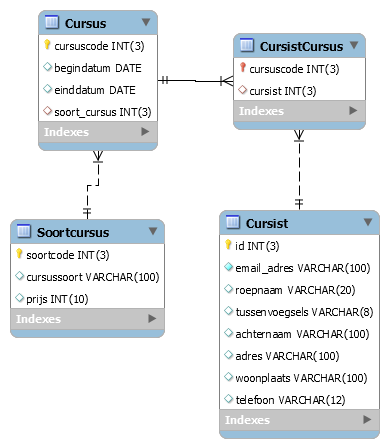 Cursus
cursuscode INT(3)
begindatum DATE
einddatum DATE
soort_cursus INT(3)
Indexes
CursistCursus
cursuscode INT(3)
cursist INT(3)
Indexes
Soortcursus
soortcode INT(3)
cursussoort VARCHAR(100)
prijs INT(10)
Indexes
Cursist
id INT(3)
email_adres VARCHAR(100)
roepnaam VARCHAR(20)
tussenvoegsels VARCHAR(8)
achternaam VARCHAR(100)
adres VARCHAR(100)
woonplaats VARCHAR(100)
telefoon VARCHAR(12)
Indexes